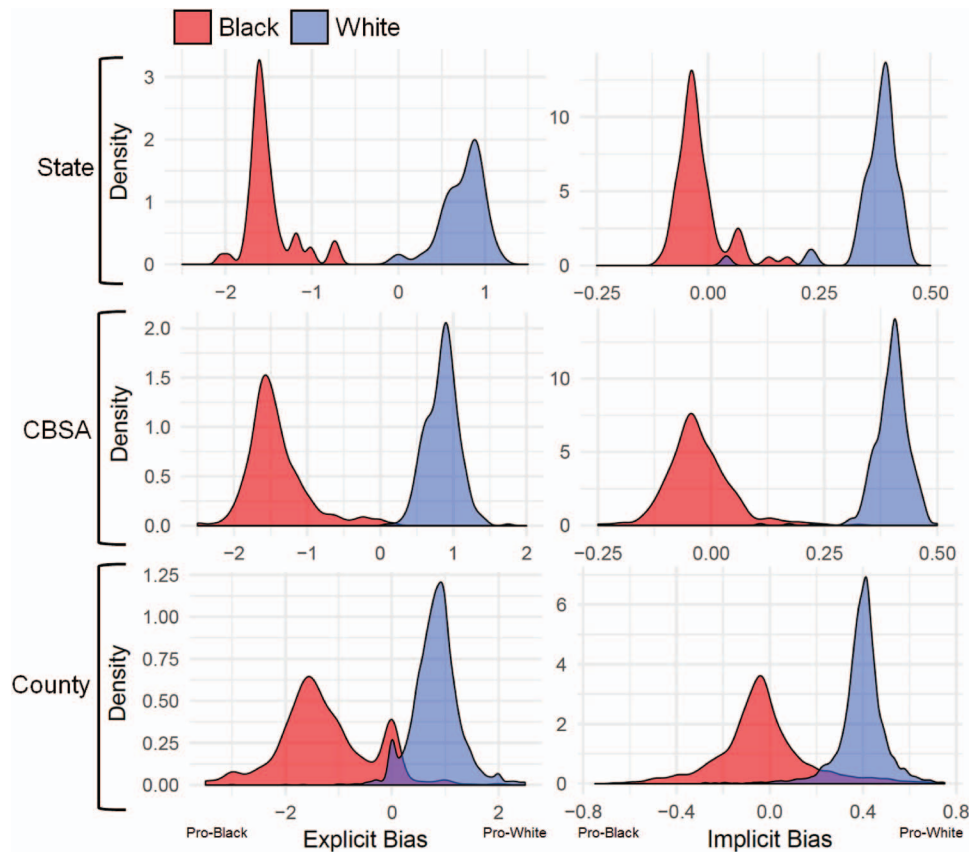 Black White
State
Density
3
2
1
0
−2 −1 0 1
10
5
0
−0.25 0.00 0.25 0.50
CBSA
Density
2.0
1.5
1.0
0.5
0.0
−2 −1 0 1 2
10
5
0
−0.25 0.00 0.25 0.50
County
Density
1.25
1.00
0.75
0.50
0.25
0.00
−2 0 2
6
4
2
0
−0.8 −0.4 0.0 0.4 0.8
Pro-Black Explicit Bias Pro-White
Pro-Black Implicit Bias Pro-White